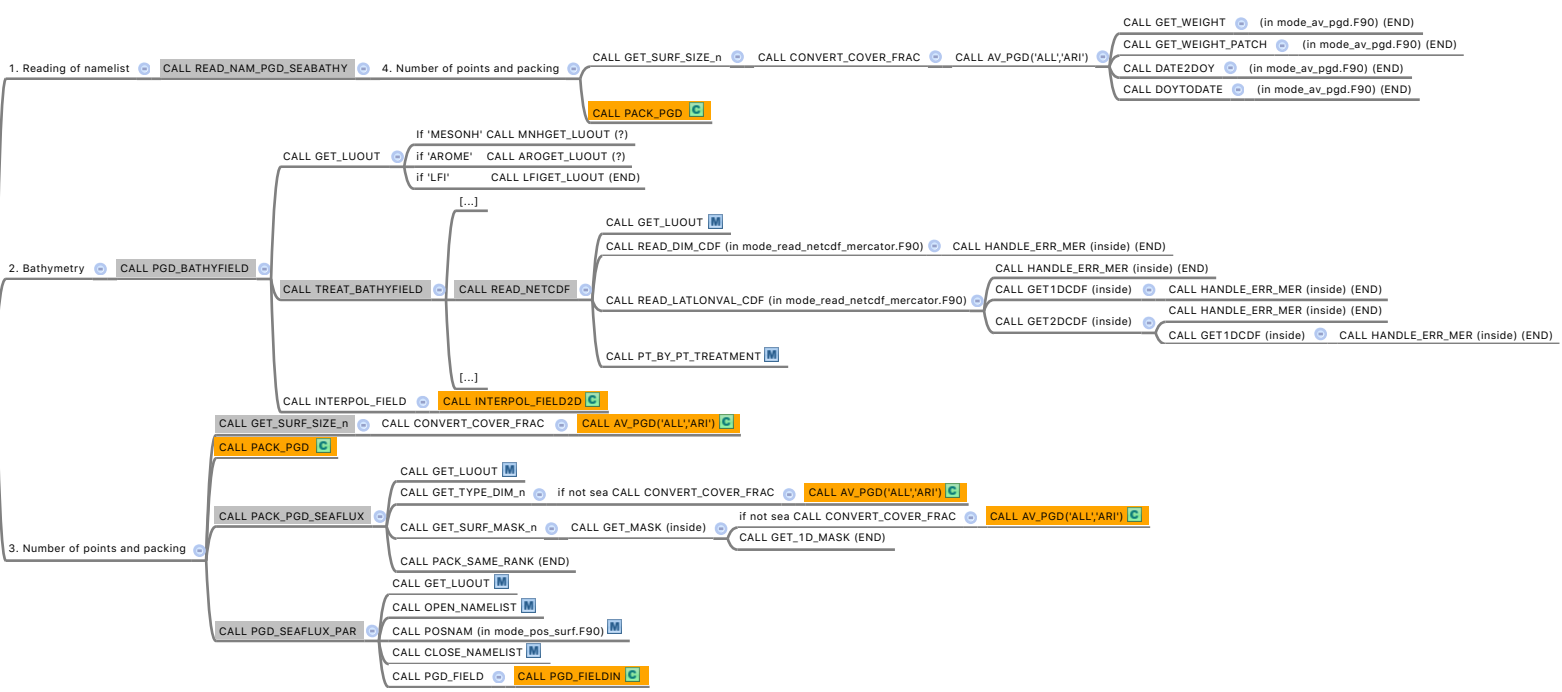 CALL GET_WEIGHT (in mode_av_pgd.F90) (END)
CALL GET_WEIGHT_PATCH (in mode_av_pgd.F90) (END)
1. Reading of namelist CALL READ_NAM_PGD_SEABATHY 4. Number of points and packing CALL GET_SURF_SIZE_n CALL CONVERT_COVER_FRAC CALL AV_PGD('ALL','ARI')
CALL DATE2DOY (in mode_av_pgd.F90) (END)
CALL DOYTODATE (in mode_av_pgd.F90) (END)
CALL PACK_PGD C
If 'MESONH' CALL MNHGET_LUOUT (?)
CALL GET_LUOUT if 'AROME' CALL AROGET_LUOUT (?)
if 'LFI' CALL LFIGET_LUOUT (END)
[...]
CALL GET_LUOUT M
CALL READ_DIM_CDF (in mode_read_netcdf_mercator.F90) CALL HANDLE_ERR_MER (inside) (END)
2. Bathymetry CALL PGD_BATHYFIELD
CALL HANDLE_ERR_MER (inside) (END)
CALL TREAT_BATHYFIELD CALL READ_NETCDF
CALL GET1DCDF (inside) CALL HANDLE_ERR_MER (inside) (END)
CALL READ_LATLONVAL_CDF (in mode_read_netcdf_mercator.F90)
CALL HANDLE_ERR_MER (inside) (END)
CALL GET2DCDF (inside)
CALL GET1DCDF (inside) CALL HANDLE_ERR_MER (inside) (END)
CALL PT_BY_PT_TREATMENT M
[...]
CALL INTERPOL_FIELD CALL INTERPOL_FIELD2D C
CALL GET_SURF_SIZE_n CALL CONVERT_COVER_FRAC CALL AV_PGD('ALL','ARI') C
CALL PACK_PGD C
CALL GET_LUOUT M
CALL GET_TYPE_DIM_n if not sea CALL CONVERT_COVER_FRAC CALL AV_PGD('ALL','ARI') C
CALL PACK_PGD_SEAFLUX
if not sea CALL CONVERT_COVER_FRAC CALL AV_PGD('ALL','ARI') C
CALL GET_SURF_MASK_n CALL GET_MASK (inside)
CALL GET_1D_MASK (END)
3. Number of points and packing
CALL PACK_SAME_RANK (END)
CALL GET_LUOUT M
CALL OPEN_NAMELIST M
CALL PGD_SEAFLUX_PAR CALL POSNAM (in mode_pos_surf.F90) M
CALL CLOSE_NAMELIST M
CALL PGD_FIELD CALL PGD_FIELDIN C